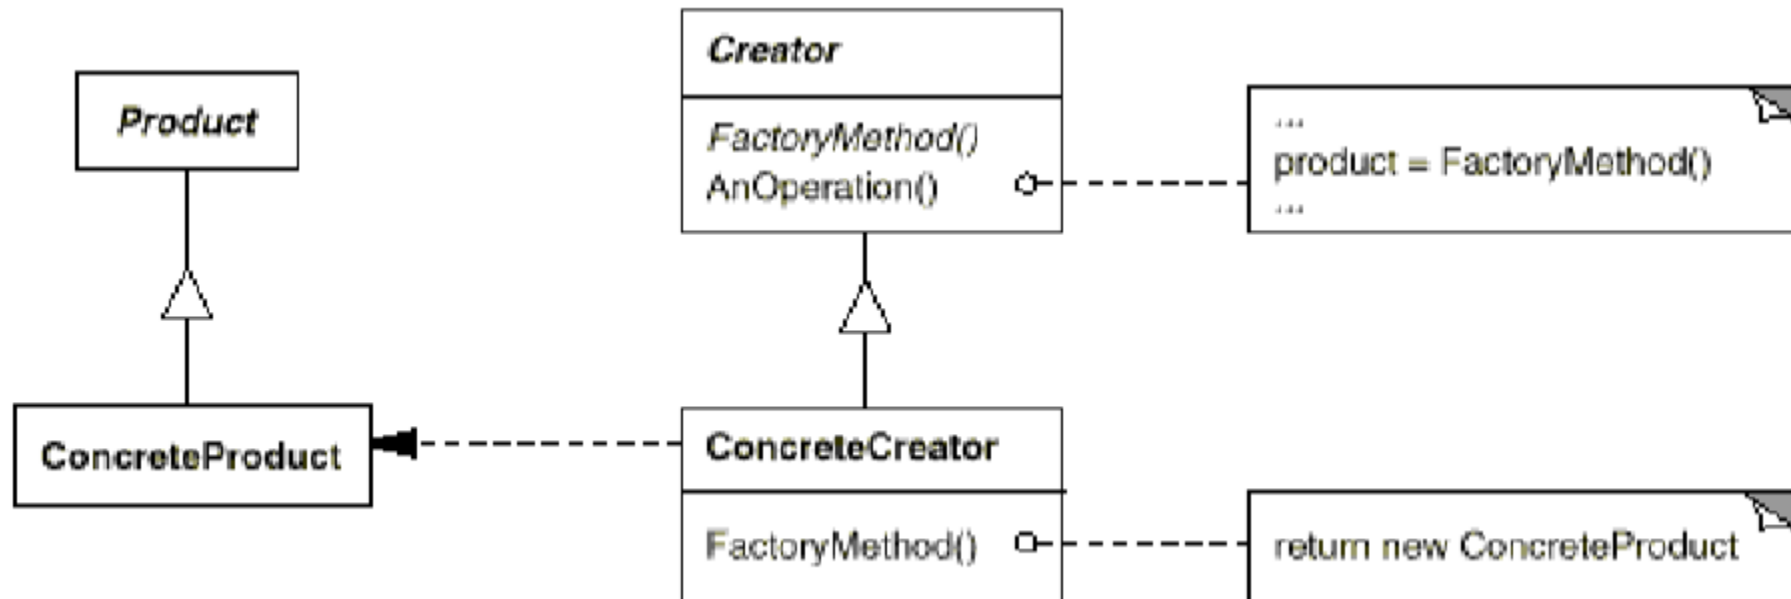 Product
ConcreteProduct
Creator
FactoryMethod()
AnOperation()
...
product = FactoryMethod()
...
ConcreteCreator
FactoryMethod()
return new ConcreteProduct